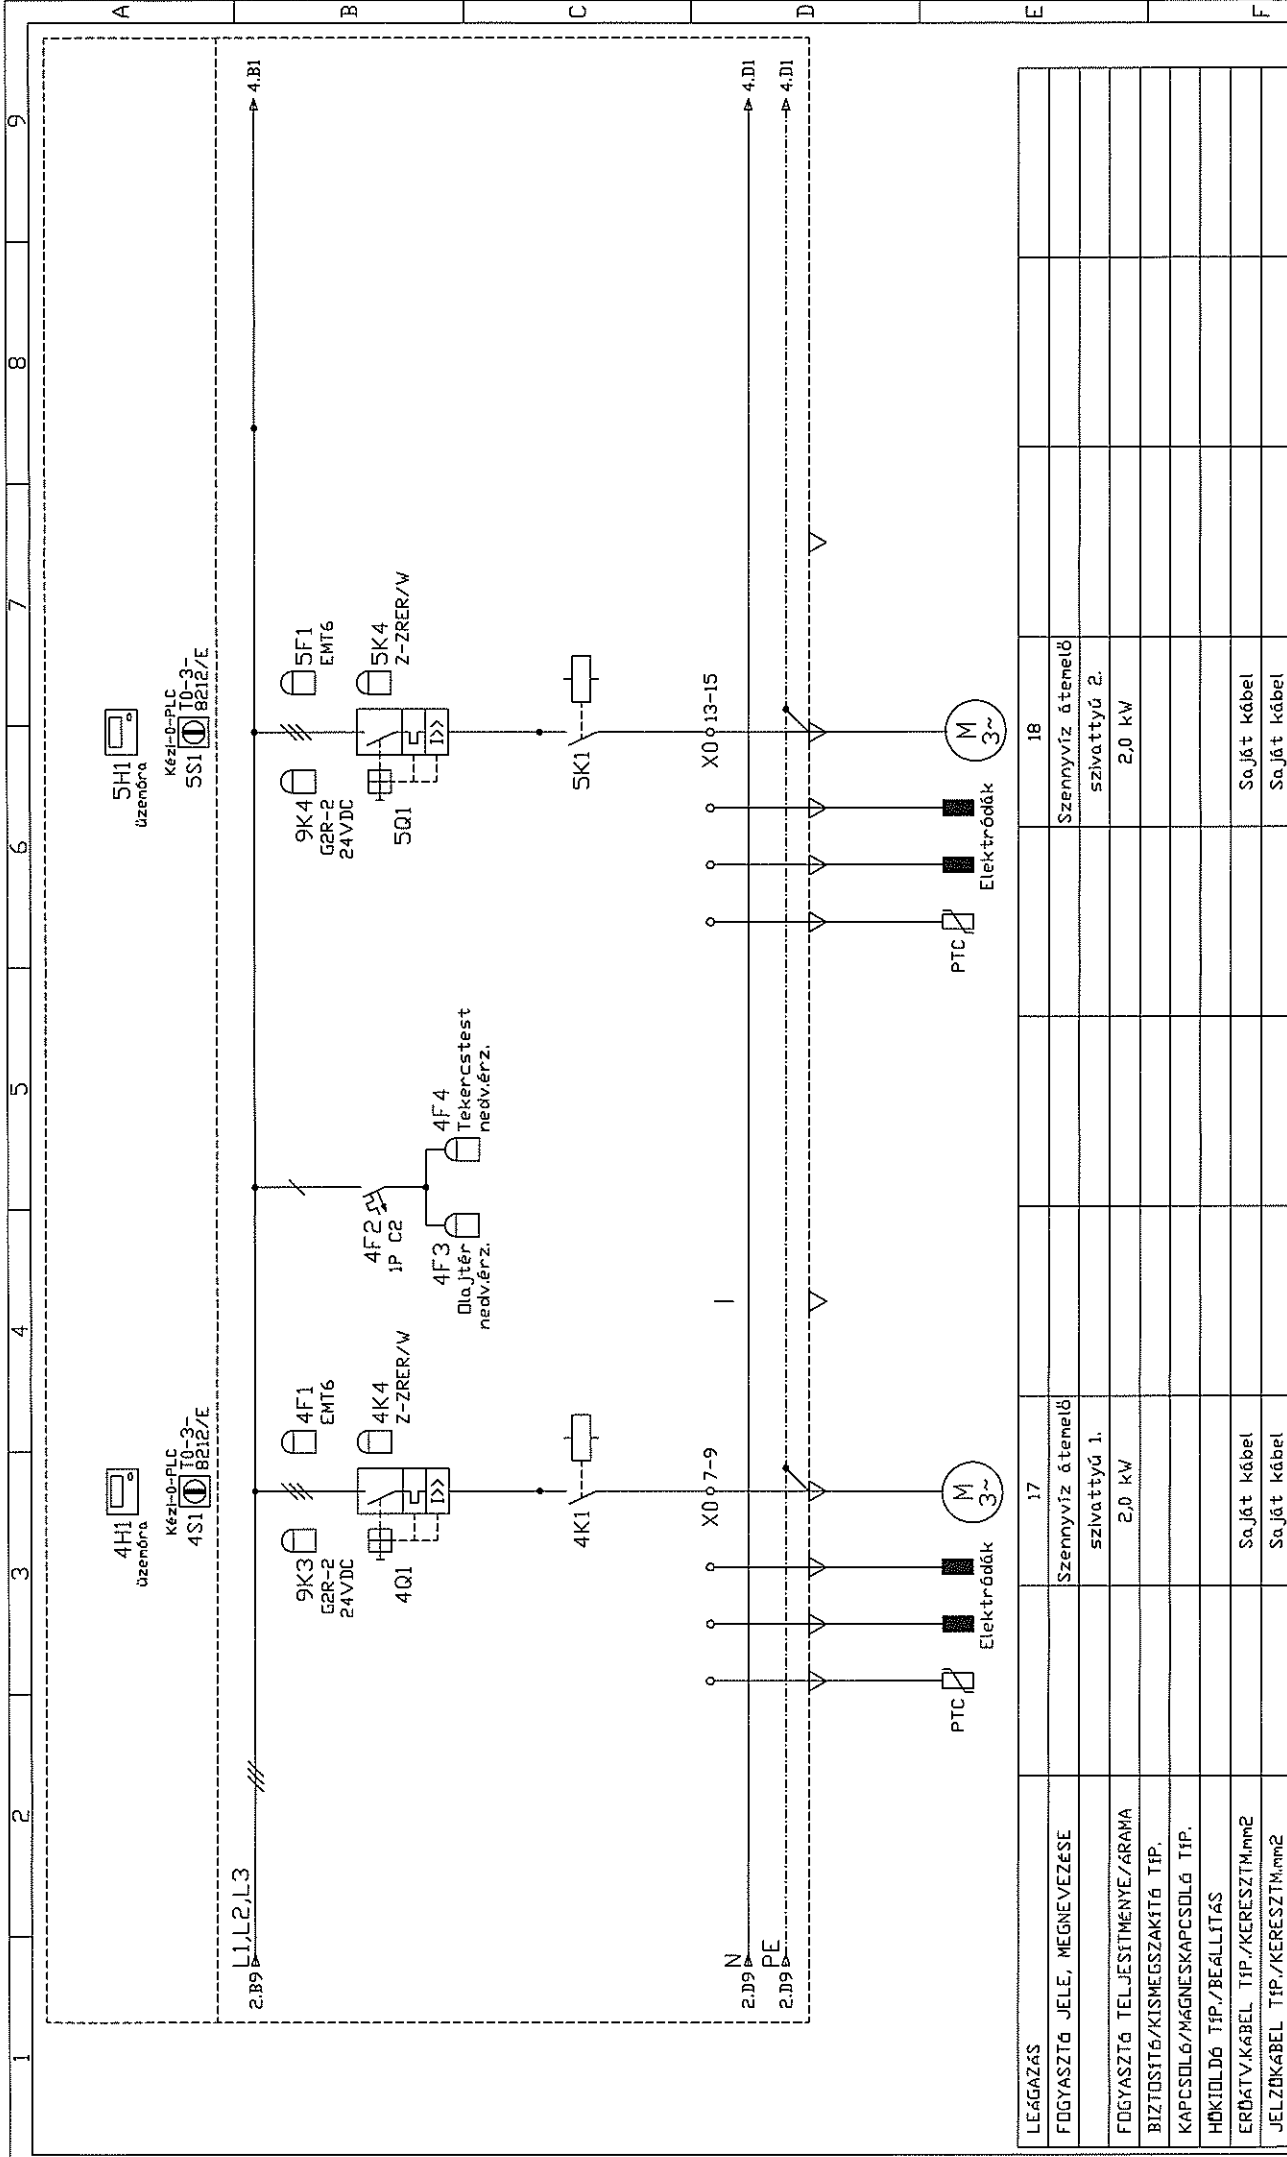 1 2 3 4 5 6 7 8 9
A
B
C
D
E
F
4H1
üzemóra
Kézi-0-PLC
4S1
T0-3-
8212/E
5H1
üzemóra
Kézi-0-PLC
5S1
T0-3-
8212/E
2.B9
L1,L2,L3
4.B1
9K3
G2R-2
24VDC
4F1
EMT6
4K4
Z-ZRER/W
4Q1
4F2
1P C2
4F3
Olajtér
nedv.érz.
4F4
Tekercstest
nedv.érz.
9K4
G2R-2
24VDC
5F1
EMT6
5K4
Z-ZRER/W
5Q1
I>>
I>>
4K1
5K1
X0 7-9
X0 13-15
2.D9
N
4.D1
2.D9
PE
4.D1
PTC
Elektródák
M
3~
PTC
Elektródák
M
3~
LEÁGAZÁS 17 18
FOGYASZTÓ JELE, MEGNEVEZÉSE Szennyvíz átemelő Szennyvíz átemelő
szivattyú 1. szivattyú 2.
FOGYASZTÓ TELJESÍTMÉNYE/ÁRAMA 2,0 kW 2,0 kW
BIZTOSÍTÓ/KISMEGSZAKÍTÓ TÍP.
KAPCSOLÓ/MÁGNESKAPCSOLÓ TÍP.
HŐKIOLDÓ TÍP./BEÁLLÍTÁS
ERŐÁTV.KÁBEL TÍP./KERESZTM.mm2 Saját kábel Saját kábel
JELZŐKÁBEL TÍP./KERESZTM.mm2 Saját kábel Saját kábel